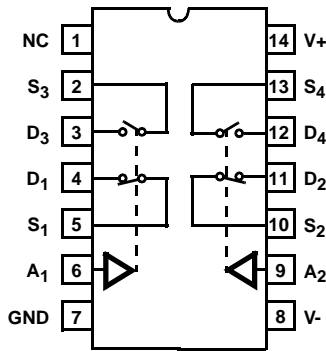 NC 1 14 V+
S3 2 13 S4
D3 3 12 D4
D1 4 11 D2
S1 5 10 S2
A1 6 9 A2
GND 7 8 V-